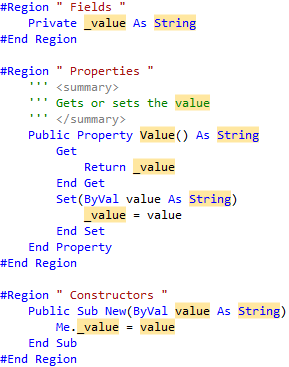 #Region " Fields "
    Private _value As String
#End Region

#Region " Properties "
    ''' <summary>
    ''' Gets or sets the value
    ''' </summary>
    Public Property Value() As String
        Get
            Return _value
        End Get
        Set(ByVal value As String)
            _value = value
        End Set
    End Property
#End Region

#Region " Constructors "
    Public Sub New(ByVal value As String)
        Me._value = value
    End Sub
#End Region